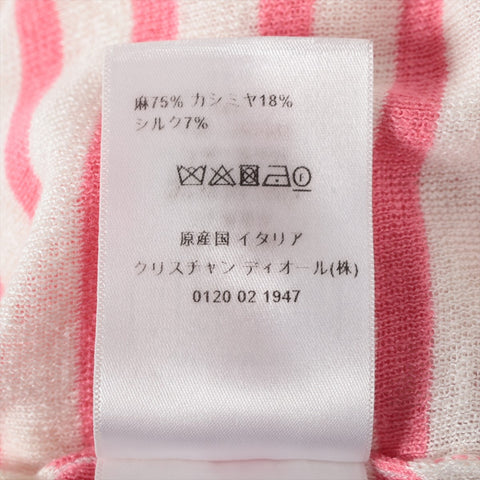 麻75% カシミヤ18%
シルク7%
原産国 イタリア
クリスチャン ディオール(株)
0120 02 1947